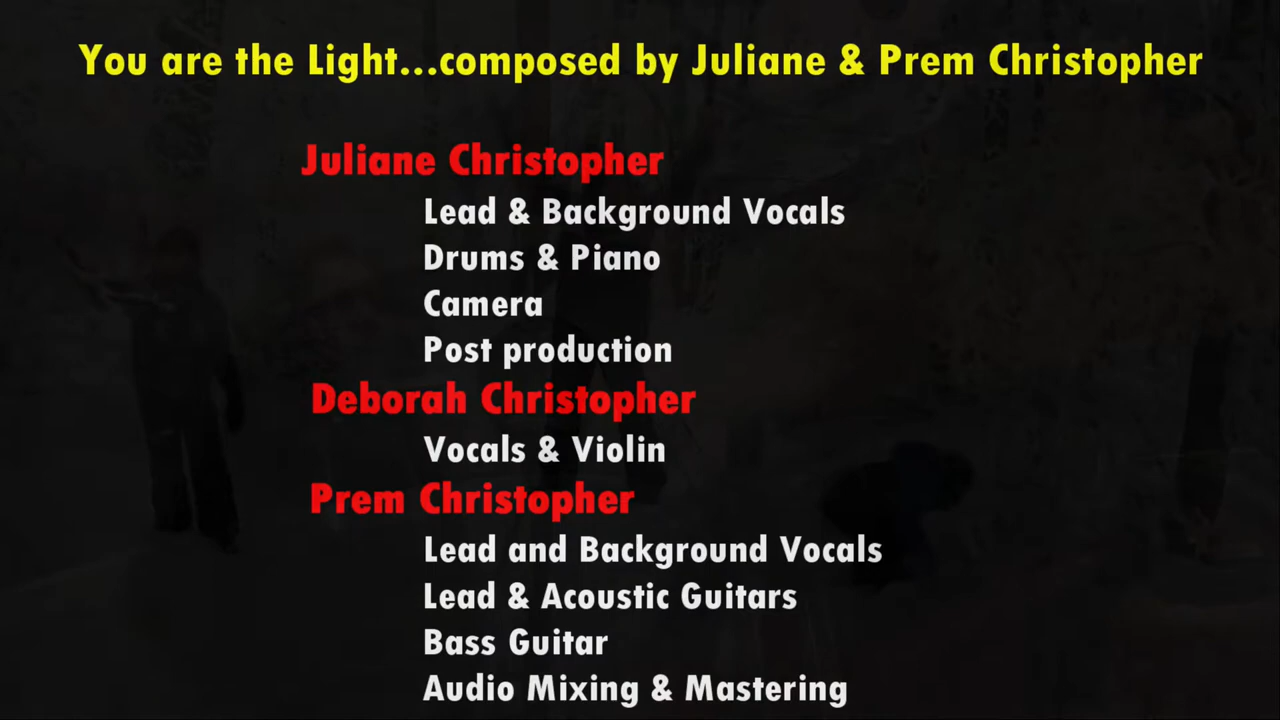 You are the Light...composed by Juliane & Prem Christopher
Juliane Christopher
Lead & Background Vocals
Drums & Piano
Camera
Post production
Deborah Christopher
Vocals & Violin
Prem Christopher
Lead and Background Vocals
Lead & Acoustic Guitars
Bass Guitar
Audio Mixing & Mastering